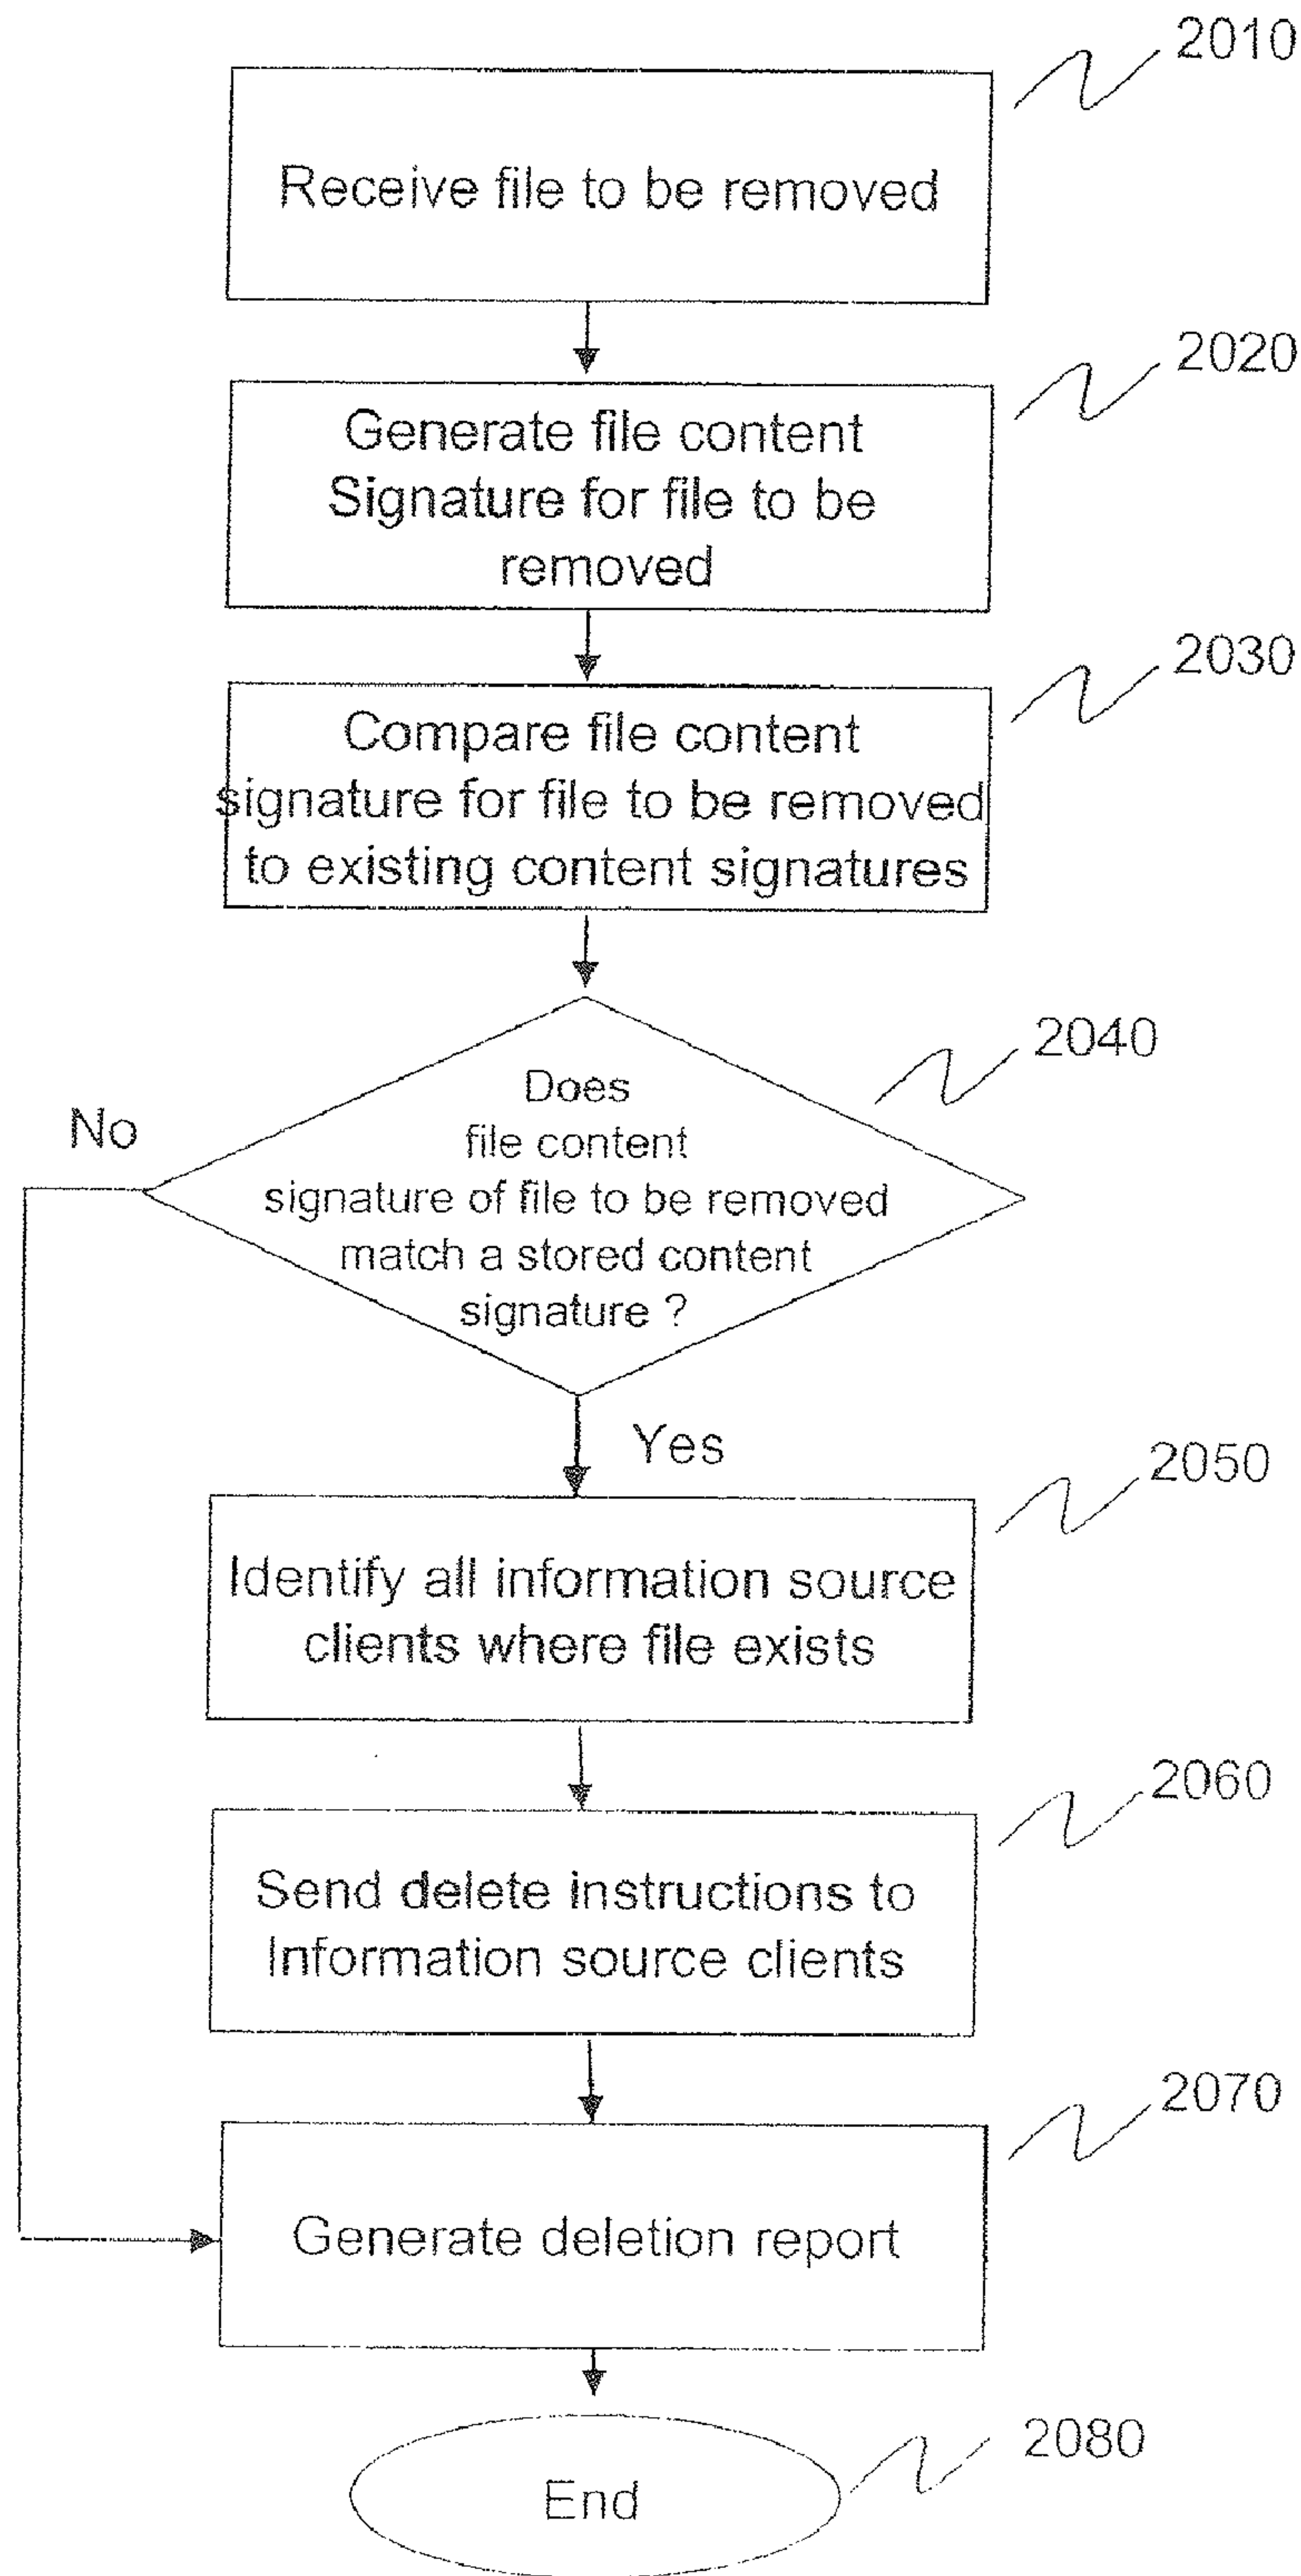 2010
Receive file to be removed
2020
Generate file content
Signature for file to be
removed
2030
Compare file content
signature for file to be removed
to existing content signatures
2040
Does
file content
signature of file to be removed
match a stored content
signature ?
No
Yes
2050
Identify all information source
clients where file exists
2060
Send delete instructions to
Information source clients
2070
Generate deletion report
2080
End